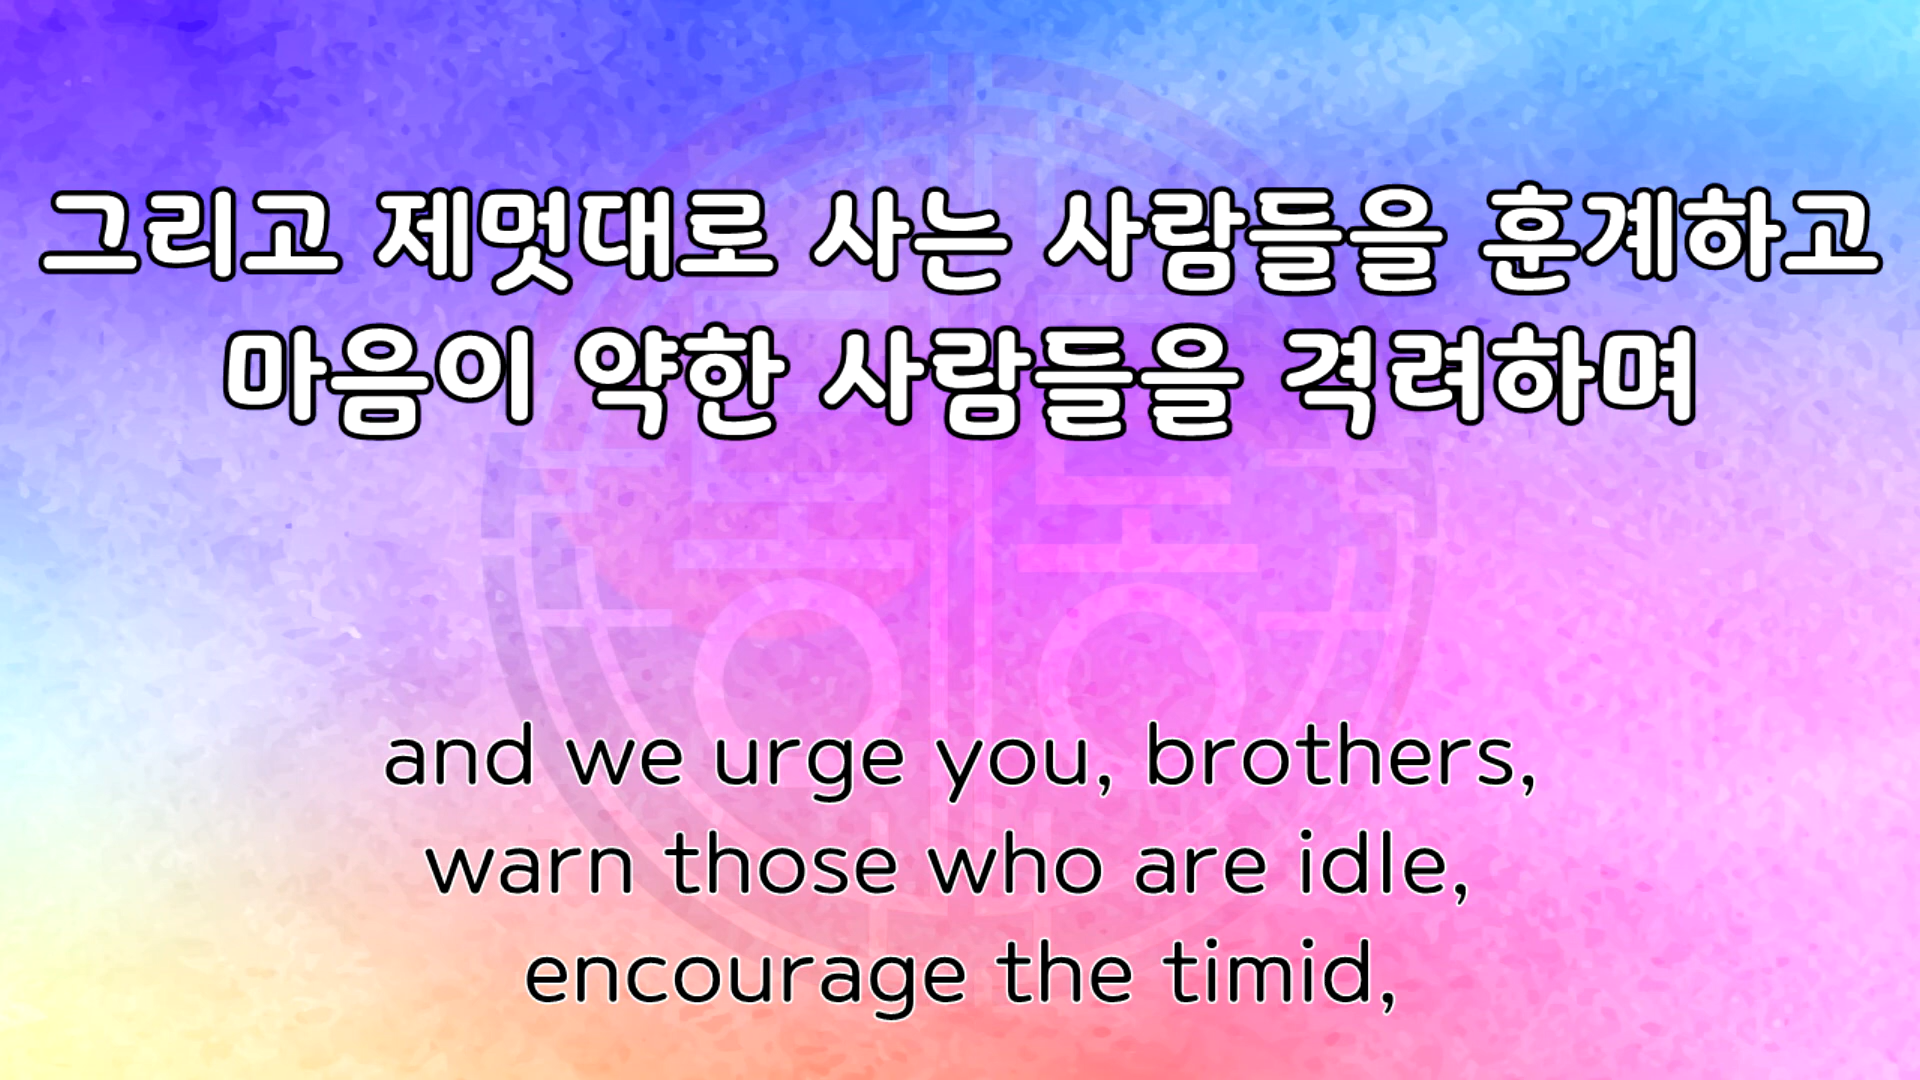 그리고 제멋대로 사는 사람들을 훈계하고
마음이 약한 사람들을 격려하며
and we urge you, brothers,
warn those who are idle,
encourage the timid,